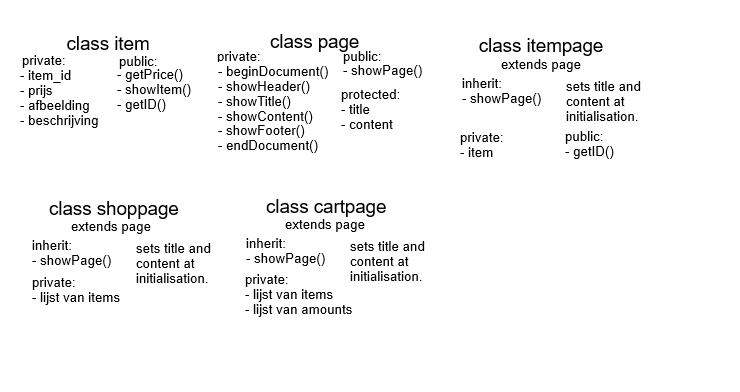 class item
private:
- item_id
- prijs
- afbeelding
- beschrijving
public:
- getPrice()
- showItem()
- getID()
class page
private:
- beginDocument()
- showHeader()
- showTitle()
- showContent()
- showFooter()
- endDocument()
public:
- showPage()
protected:
- title
- content
class itempage
extends page
inherit:
- showPage()
sets title and
content at
initialisation.
private:
- item
public:
- getID()
class shoppage
extends page
inherit:
- showPage()
private:
- lijst van items
sets title and
content at
initialisation.
class cartpage
extends page
inherit:
- showPage()
private:
- lijst van items
- lijst van amounts
sets title and
content at
initialisation.